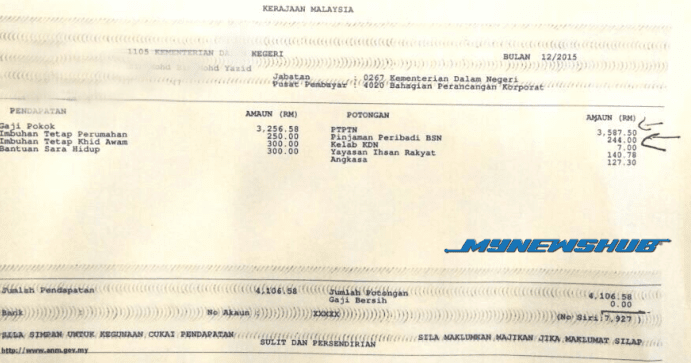 KERAJAAN MALAYSIA
1105 KEMENTERIAN NEGERI
BULAN 12/2015
Mohd Yazid
Jabatan : 0267 Kementerian Dalam Negeri
Pusat Pembayar : 4020 Bahagian Perancangan Korporat
PENDAPATAN AMAUN (RM) POTONGAN AMAUN (RM)
Gaji Pokok 3,256.58 PTPTN 3,587.50
Imbuhan Tetap Perumahan 250.00 Pinjaman Peribadi BSN 244.00
Imbuhan Tetap Khid Awam 300.00 Kelab KDN 7.00
Bantuan Sara Hidup 300.00 Yayasan Ihsan Rakyat 140.78
Angkasa 127.30
MYNEWSHUB
Jumlah Pendapatan 4,106.58 Jumlah Potongan 4,106.58
Gaji Bersih 0.00
Bank : No Akaun : XXXXX (No Siri 7,927 )
SILA SIMPAN UNTUK KEGUNAAN CUKAI PENDAPATAN SILA MAKLUMKAN MAJIKAN JIKA MAKLUMAT SILAP
SULIT DAN PERSENDIRIAN
http://www.anm.gov.my